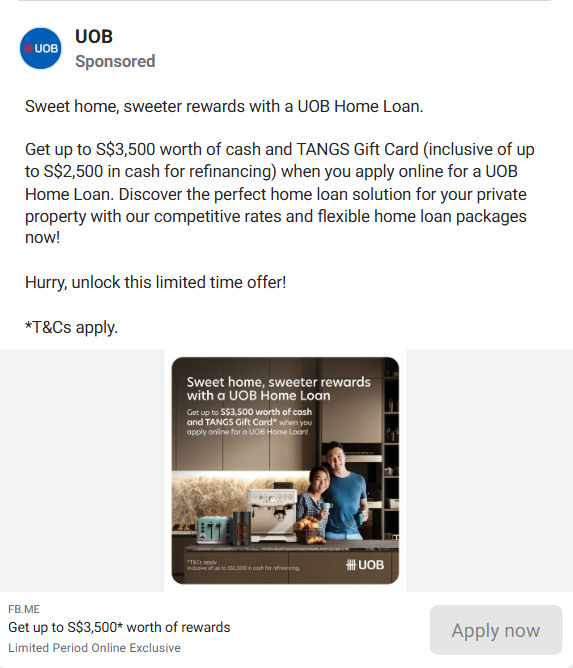 UOB
UOB
Sponsored
Sweet home, sweeter rewards with a UOB Home Loan.
Get up to S$3,500 worth of cash and TANGS Gift Card (inclusive of up
to S$2,500 in cash for refinancing) when you apply online for a UOB
Home Loan. Discover the perfect home loan solution for your private
property with our competitive rates and flexible home loan packages
now!
Hurry, unlock this limited time offer!
*T&Cs apply.
Sweet home, sweeter rewards
with a UOB Home Loan
Get up to S$3,500 worth of cash
and TANGS Gift Card* when you
apply online for a UOB Home Loan!
*T&Cs apply.
Inclusive of up to S$2,500 in cash for refinancing.
UOB
FB.ME
Get up to S$3,500* worth of rewards
Limited Period Online Exclusive
Apply now